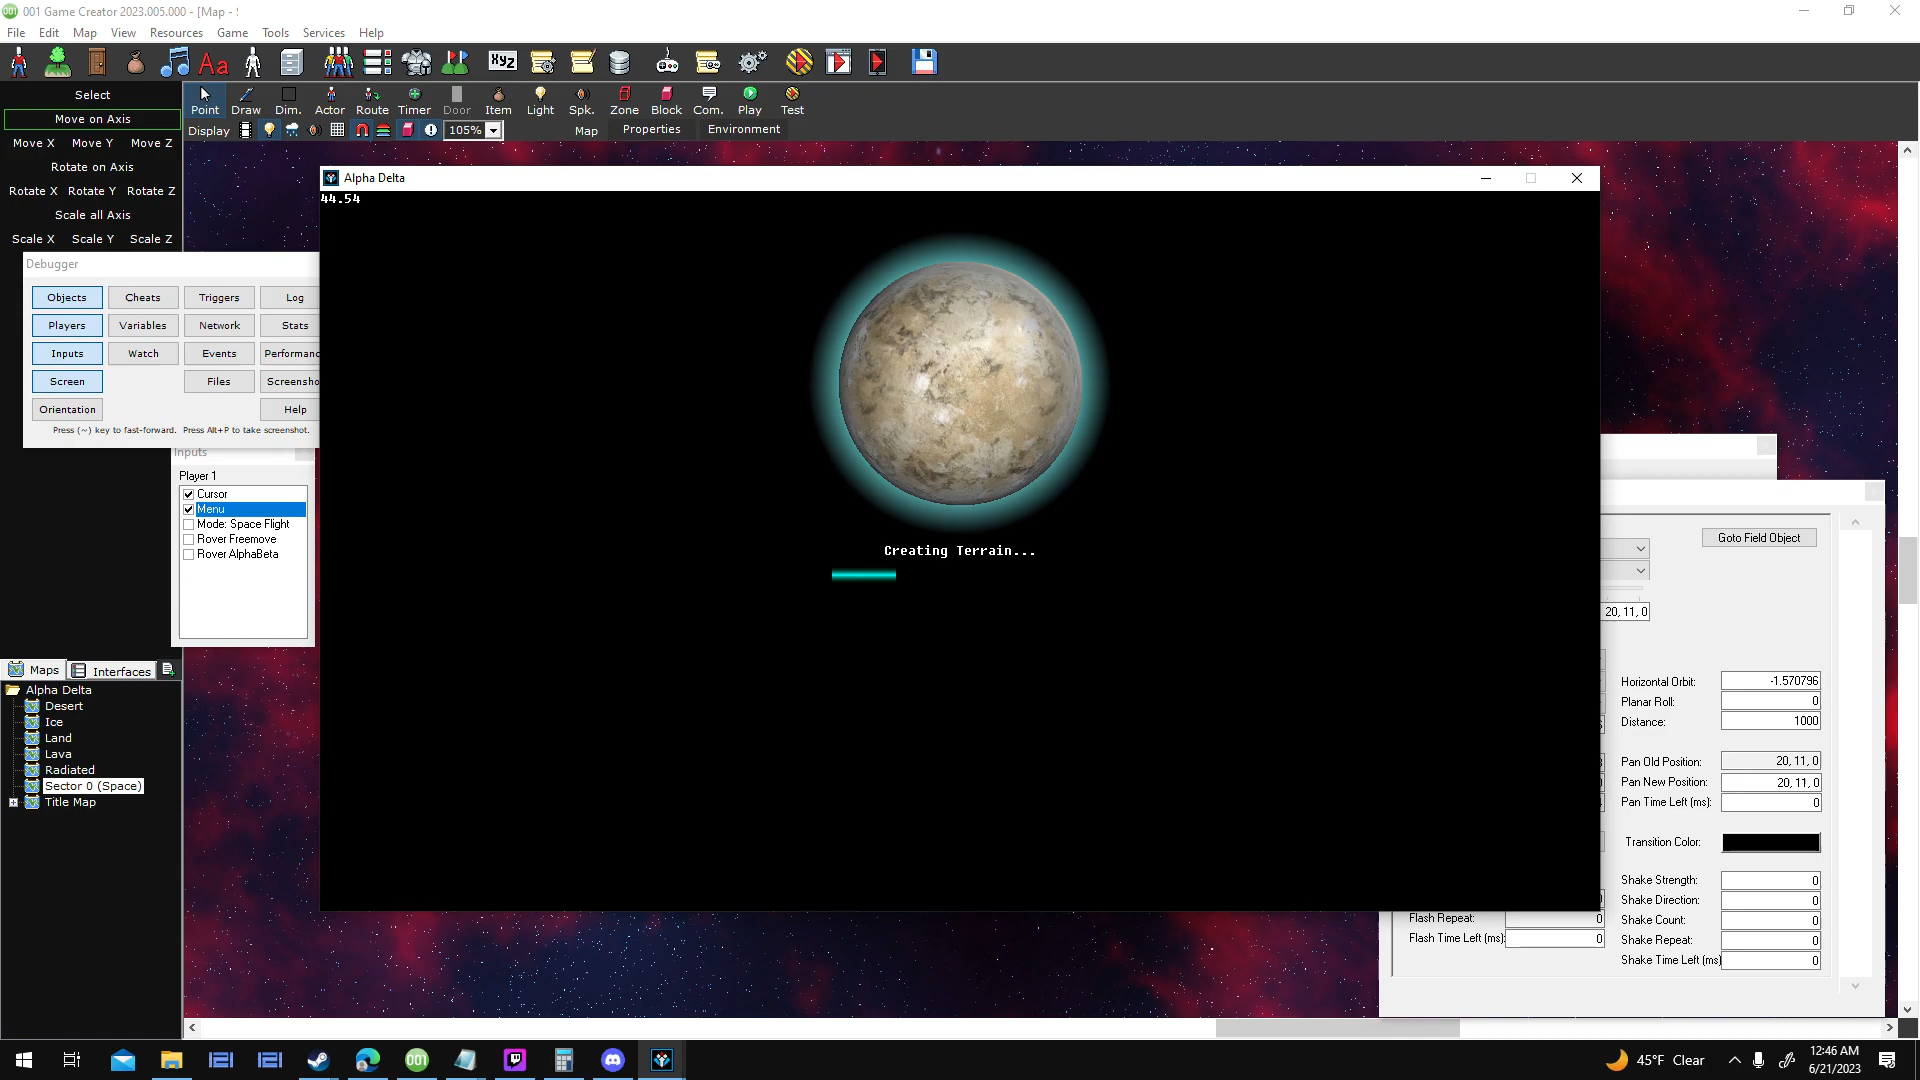 001 Game Creator 2023.005.000 - [Map -
File Edit Map View Resources Game Tools Services Help
Aa
XYZ
Select
Point Draw Dim. Actor Route Timer Door Item Light Spk. Zone Block Com. Play Test
Move on Axis
Display 105% Map Properties Environment
Move X Move Y Move Z
Rotate on Axis
Rotate X Rotate Y Rotate Z
Scale all Axis
Scale X Scale Y Scale Z
Alpha Delta
44.54
Debugger
Objects Cheats Triggers Log
Players Variables Network Stats
Inputs Watch Events Performanc
Screen Files Screensho
Orientation Help
Press (~) key to fast-forward. Press Alt+P to take screenshot.
Inputs
Player 1
Cursor
Menu
Mode: Space Flight
Rover Freemove
Rover AlphaBeta
Creating Terrain...
Goto Field Object
20, 11, 0
Horizontal Orbit: -1.570796
Planar Roll: 0
Distance: 1000
Pan Old Position: 20, 11, 0
Pan New Position: 20, 11, 0
Pan Time Left (ms): 0
Transition Color:
Shake Strength: 0
Shake Direction: 0
Flash Repeat: 0 Shake Count: 0
Flash Time Left (ms): 0 Shake Repeat: 0
Shake Time Left (ms) 0
Maps Interfaces
Alpha Delta
Desert
Ice
Land
Lava
Radiated
Sector 0 (Space)
Title Map
001
45°F Clear
12:46 AM
6/21/2023